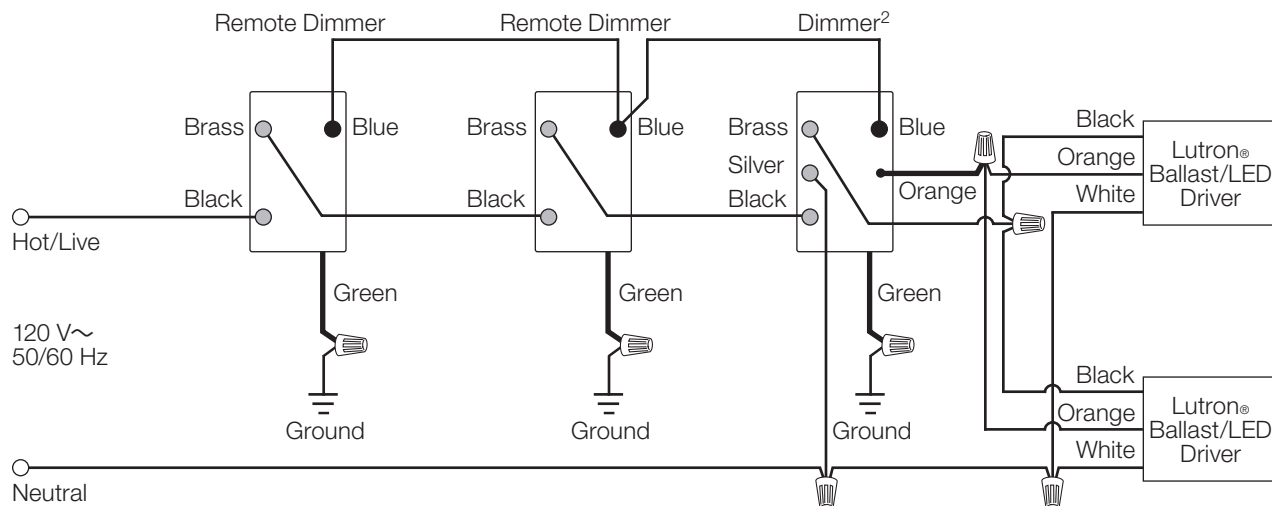 Remote Dimmer
Remote Dimmer
Dimmer²
Brass
Blue
Brass
Blue
Brass
Blue
Silver
Orange
Black
Black
Black
Hot/Live
Black
Orange
White
Lutron®
Ballast/LED
Driver
Green
Green
Green
120 V~
50/60 Hz
Ground
Ground
Ground
Black
Orange
White
Lutron®
Ballast/LED
Driver
Neutral